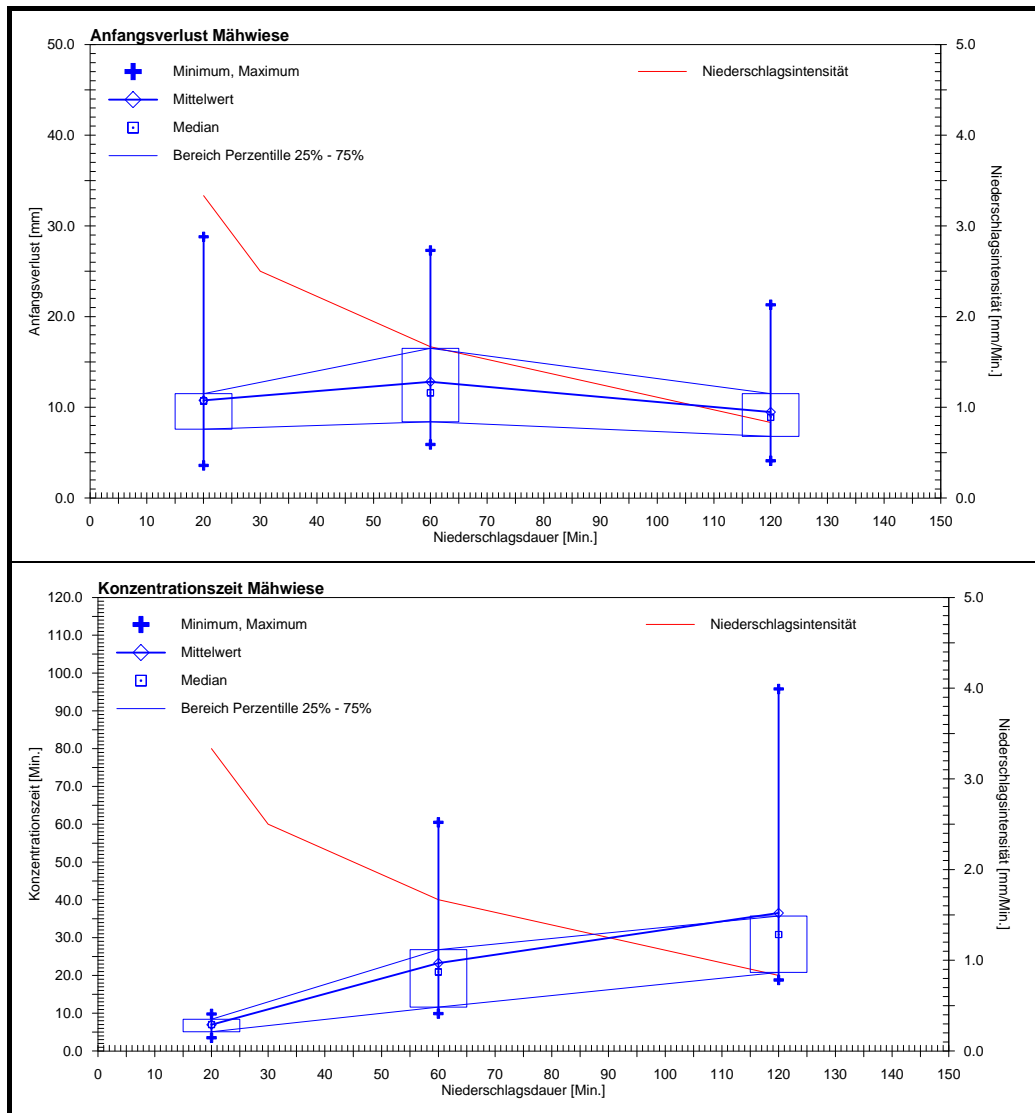 Anfangsverlust Mähwiese
50.0
40.0
30.0
20.0
10.0
0.0
Anfangsverlust [mm]
Minimum, Maximum
Mittelwert
Median
Bereich Perzentille 25% - 75%
Niederschlagsintensität
5.0
4.0
3.0
2.0
1.0
0.0
Niederschlagsintensität [mm/Min.]
0 10 20 30 40 50 60 70 80 90 100 110 120 130 140 150
Niederschlagsdauer [Min.]
Konzentrationszeit Mähwiese
120.0
110.0
100.0
90.0
80.0
70.0
60.0
50.0
40.0
30.0
20.0
10.0
0.0
Konzentrationszeit [Min.]
Minimum, Maximum
Mittelwert
Median
Bereich Perzentille 25% - 75%
Niederschlagsintensität
5.0
4.0
3.0
2.0
1.0
0.0
Niederschlagsintensität [mm/Min.]
0 10 20 30 40 50 60 70 80 90 100 110 120 130 140 150
Niederschlagsdauer [Min.]